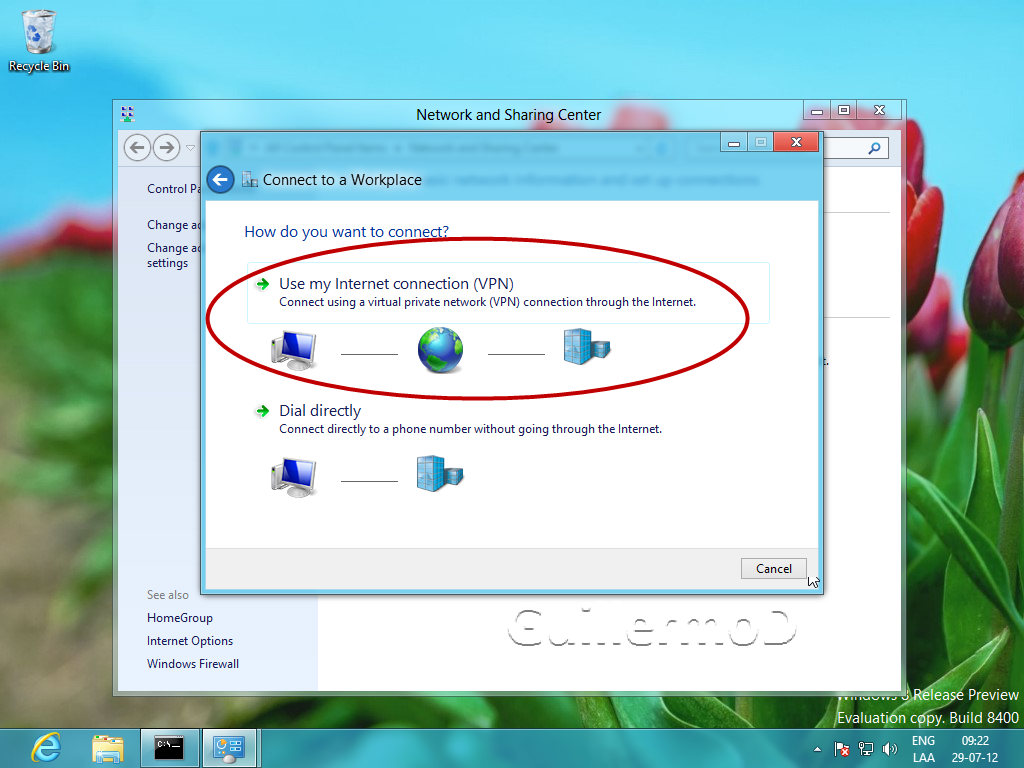 Recycle Bin
Network and Sharing Center
Connect to a Workplace
Control Pa
Change ad
Change ad
settings
How do you want to connect?
Use my Internet connection (VPN)
Connect using a virtual private network (VPN) connection through the Internet.
Dial directly
Connect directly to a phone number without going through the Internet.
Cancel
See also
HomeGroup
Internet Options
Windows Firewall
GuillermoD
Windows 8 Release Preview
Evaluation copy. Build 8400
C:\-
ENG
LAA
09:22
29-07-12